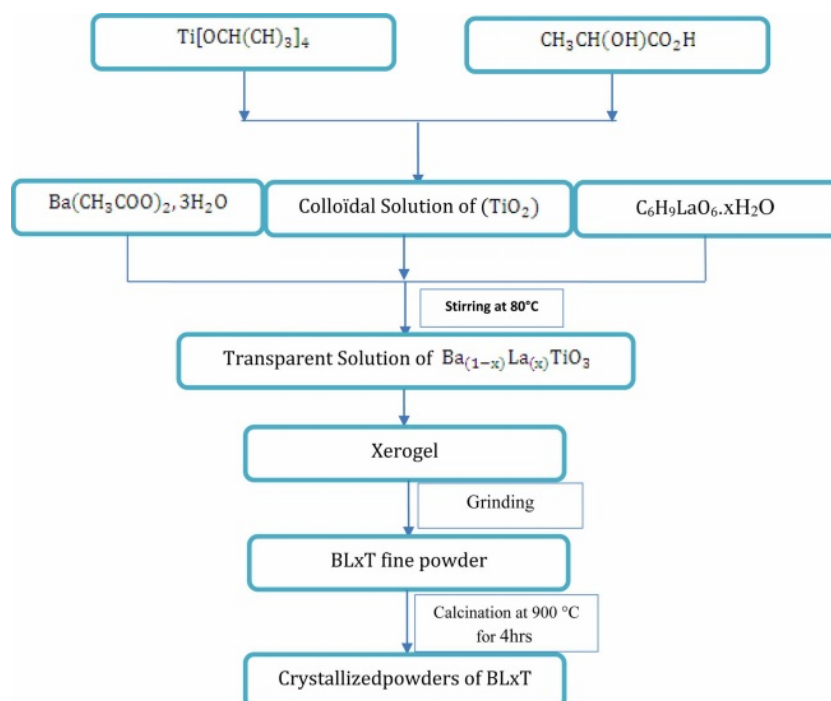 Ti[OCH(CH)₃]₄
CH₃CH(OH)CO₂H
Ba(CH₃COO)₂, 3H₂O
Colloïdal Solution of (TiO₂)
C₆H₉LaO₆.xH₂O
Stirring at 80°C
Transparent Solution of Ba₍₁₋ₓ₎La₍ₓ₎TiO₃
Xerogel
Grinding
BLxT fine powder
Calcination at 900 °C
for 4hrs
Crystallizedpowders of BLxT